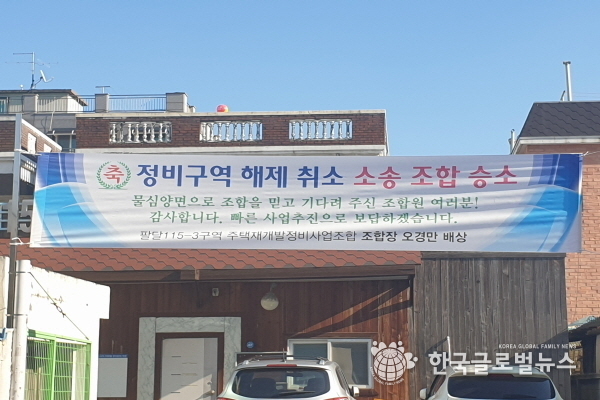 축 정비구역 해제 취소 소송 조합 승소
물심양면으로 조합을 믿고 기다려 주신 조합원 여러분!
감사합니다. 빠른 사업추진으로 보답하겠습니다.
팔달115-3구역 주택재개발정비사업조합 조합장 오경만 배상
KOREA GLOBAL FAMILY NEWS
한국글로벌뉴스